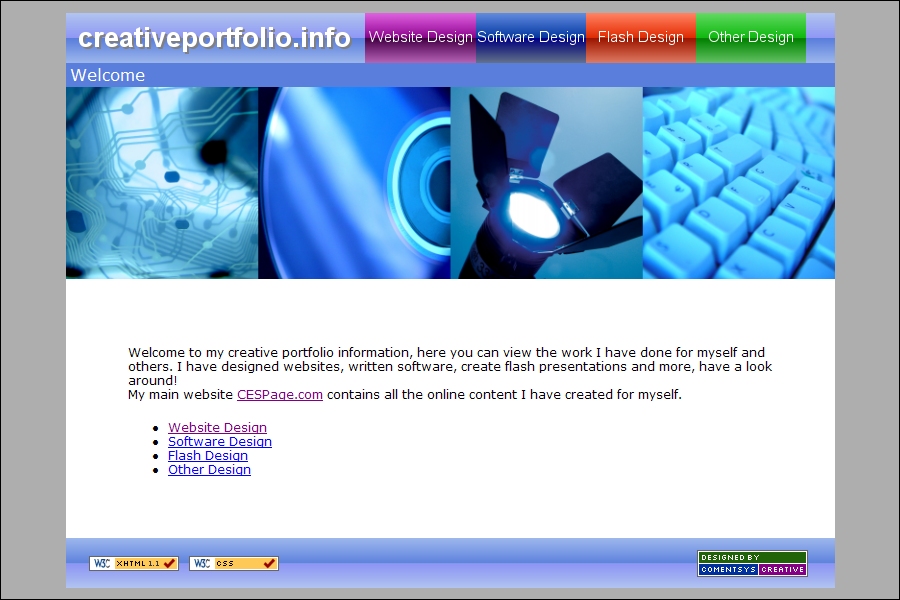 creativeportfolio.info
Website Design Software Design Flash Design Other Design
Welcome
Welcome to my creative portfolio information, here you can view the work I have done for myself and
others. I have designed websites, written software, create flash presentations and more, have a look
around!
My main website CESPage.com contains all the online content I have created for myself.
Website Design
Software Design
Flash Design
Other Design
W3C XHTML 1.1
W3C CSS
DESIGNED BY
COMENTSYS CREATIVE